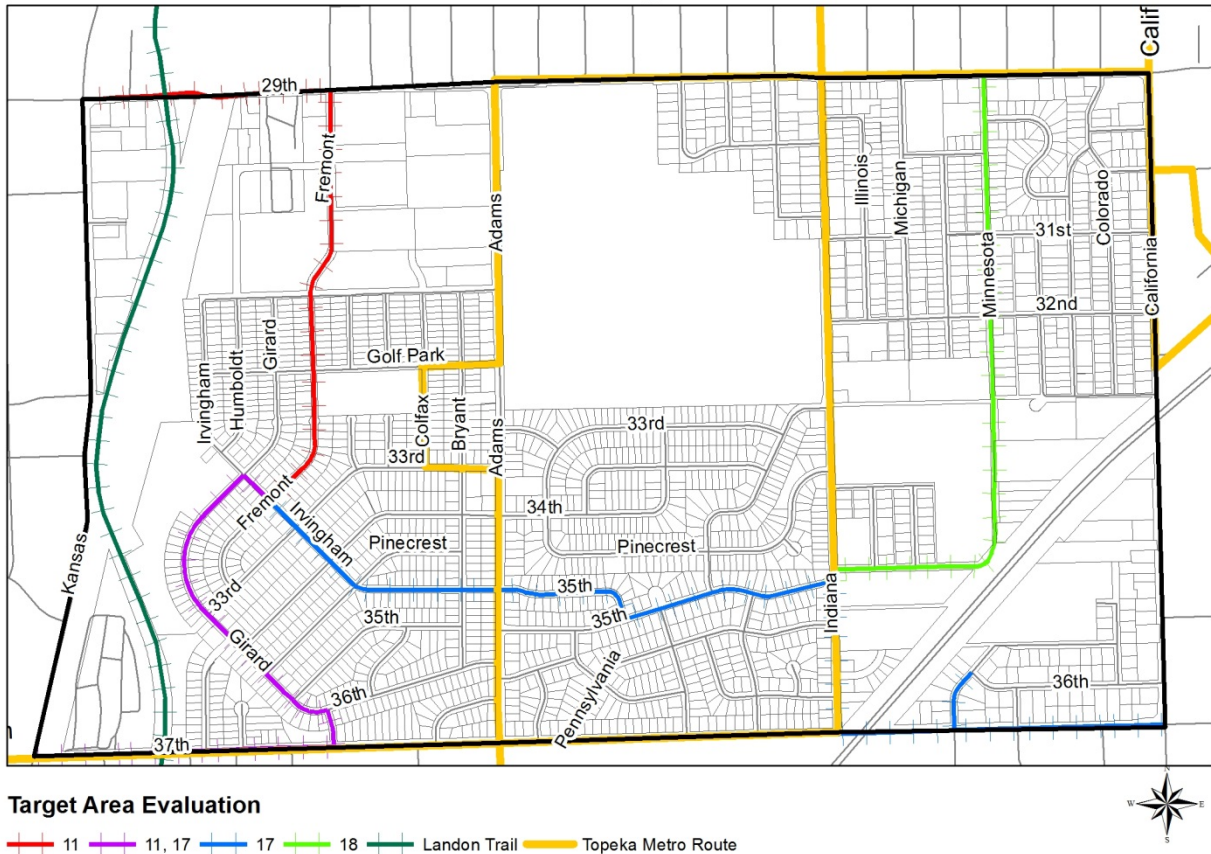 Calif
29th
Fremont
Adams
Illinois
Michigan
Minnesota
31st
Colorado
California
32nd
Golf Park
Irvingham
Humboldt
Girard
Colfax
Bryant
33rd
Adams
33rd
Fremont
Irvingham
34th
Pinecrest
Pinecrest
Kansas
33rd
35th
35th
35th
Indiana
Girard
36th
Pennsylvania
36th
37th
n
Target Area Evaluation
N
W E
S
11 11, 17 17 18 Landon Trail Topeka Metro Route